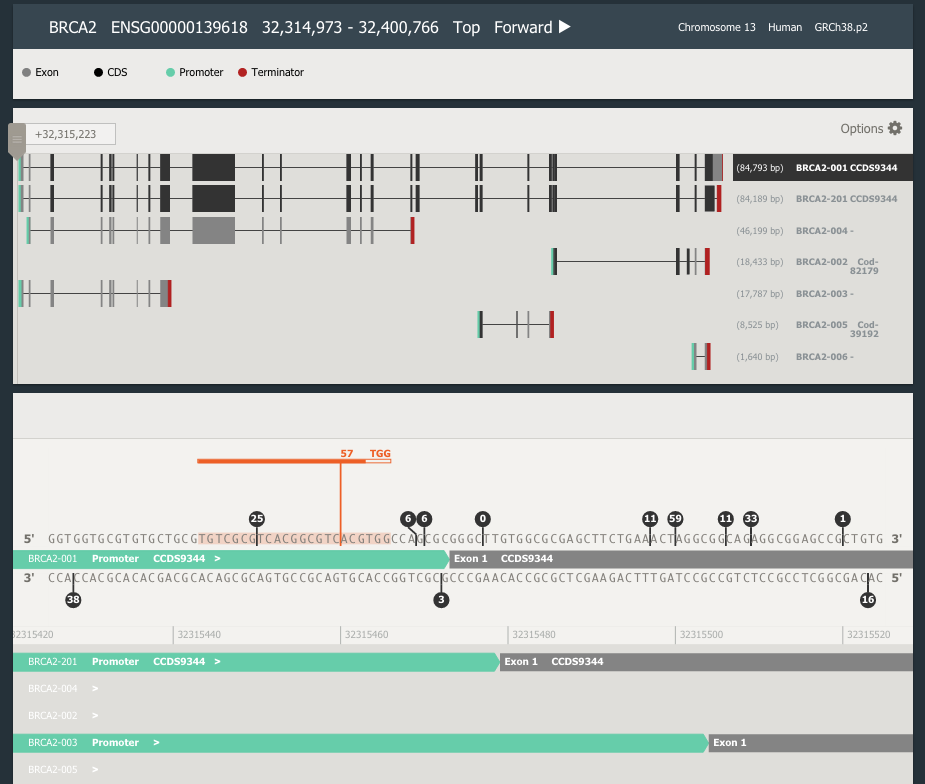 BRCA2 ENSG00000139618 32,314,973 - 32,400,766 Top Forward ▶ Chromosome 13 Human GRCh38.p2
Exon CDS Promoter Terminator
+32,315,223 Options
(84,793 bp) BRCA2-001 CCDS9344
(84,189 bp) BRCA2-201 CCDS9344
(46,199 bp) BRCA2-004 -
(18,433 bp) BRCA2-002 Cod-
82179
(17,787 bp) BRCA2-003 -
(8,525 bp) BRCA2-005 Cod-
39192
(1,640 bp) BRCA2-006 -
57 TGG
25 6 6 0 11 59 11 33 1
5' GGTGGTGCGTGTGCTGCGTGTCGCGTCACGGCGTCACGTGGCCAGCGCGGGCTTGTGGCGCGAGCTTCTGAAACTAGGCGGCAGAGGCGGAGCCGCTGTG 3'
BRCA2-001 Promoter CCDS9344 > Exon 1 CCDS9344
3' CCACCACGCACACGACGCACAGCGCAGTGCCGCAGTGCACCGGTCGCGCCCGAACACCGCGCTCGAAGACTTTGATCCGCCGTCTCCGCCTCGGCGACAC 5'
38 3 16
32315420 32315440 32315460 32315480 32315500 32315520
BRCA2-201 Promoter CCDS9344 > Exon 1 CCDS9344
BRCA2-004 >
BRCA2-002 >
BRCA2-003 Promoter > Exon 1
BRCA2-005 >